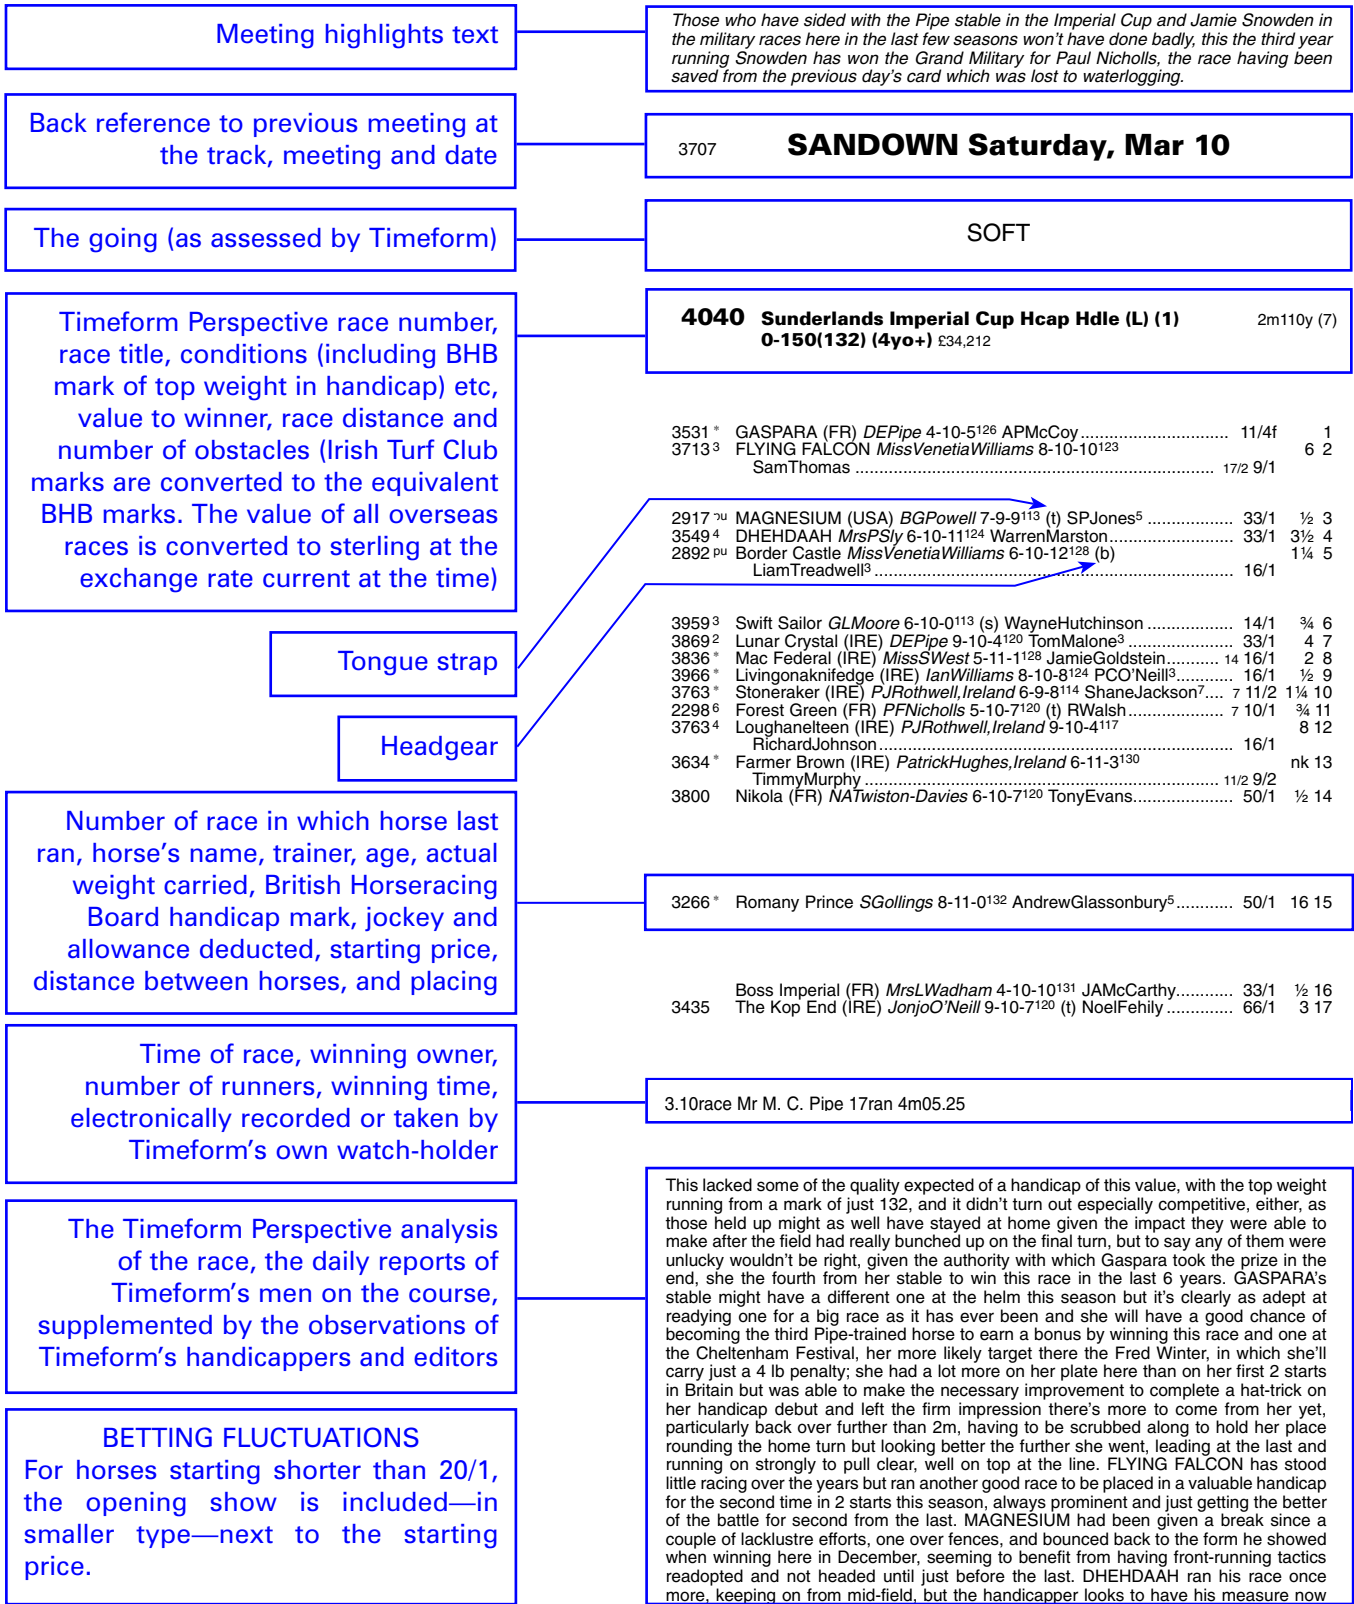 Meeting highlights text
Those who have sided with the Pipe stable in the Imperial Cup and Jamie Snowden in
the military races here in the last few seasons won't have done badly, this the third year
running Snowden has won the Grand Military for Paul Nicholls, the race having been
saved from the previous day's card which was lost to waterlogging.
Back reference to previous meeting at
the track, meeting and date
3707 SANDOWN Saturday, Mar 10
The going (as assessed by Timeform)
SOFT
Timeform Perspective race number,
race title, conditions (including BHB
mark of top weight in handicap) etc,
value to winner, race distance and
number of obstacles (Irish Turf Club
marks are converted to the equivalent
BHB marks. The value of all overseas
races is converted to sterling at the
exchange rate current at the time)
4040 Sunderlands Imperial Cup Hcap Hdle (L) (1) 2m110y (7)
0-150(132) (4yo+) £34,212
3531 * GASPARA (FR) DEPipe 4-10-5126 APMcCoy .................................. 11/4f 1
3713 3 FLYING FALCON MissVenetiaWilliams 8-10-10123 6 2
SamThomas .................................................................................... 17/2 9/1
Tongue strap
2917 pu MAGNESIUM (USA) BGPowell 7-9-9113 (t) SPJones5 .................... 33/1 ½ 3
3549 4 DHEHDAAH MrsPSly 6-10-11124 WarrenMarston............................. 33/1 3½ 4
2892 pu Border Castle MissVenetiaWilliams 6-10-12128 (b) 1¼ 5
LiamTreadwell3 .................................................................................... 16/1
Headgear
3959 3 Swift Sailor GLMoore 6-10-0113 (s) WayneHutchinson .................... 14/1 ¾ 6
3869 2 Lunar Crystal (IRE) DEPipe 9-10-4120 TomMalone3 ........................ 33/1 4 7
3836 * Mac Federal (IRE) MissSWest 5-11-1128 JamieGoldstein............ 14 16/1 2 8
3966 * Livingonaknifedge (IRE) IanWilliams 8-10-8124 PCO'Neill3............. 16/1 ½ 9
3763 * Stoneraker (IRE) PJRothwell,Ireland 6-9-8114 ShaneJackson7.... 7 11/2 1¼ 10
2298 6 Forest Green (FR) PFNicholls 5-10-7120 (t) RWalsh...................... 7 10/1 ¾ 11
3763 4 Loughanelteen (IRE) PJRothwell,Ireland 9-10-4117 8 12
RichardJohnson.................................................................................... 16/1
3634 * Farmer Brown (IRE) PatrickHughes,Ireland 6-11-3130 nk 13
TimmyMurphy .................................................................................... 11/2 9/2
3800 Nikola (FR) NATwiston-Davies 6-10-7120 TonyEvans....................... 50/1 ½ 14
Number of race in which horse last
ran, horse's name, trainer, age, actual
weight carried, British Horseracing
Board handicap mark, jockey and
allowance deducted, starting price,
distance between horses, and placing
3266 * Romany Prince SGollings 8-11-0132 AndrewGlassonbury5............ 50/1 16 15
Boss Imperial (FR) MrsLWadham 4-10-10131 JAMcCarthy............. 33/1 ½ 16
3435 The Kop End (IRE) JonjoO'Neill 9-10-7120 (t) NoelFehily ............... 66/1 3 17
Time of race, winning owner,
number of runners, winning time,
electronically recorded or taken by
Timeform's own watch-holder
3.10race Mr M. C. Pipe 17ran 4m05.25
The Timeform Perspective analysis
of the race, the daily reports of
Timeform's men on the course,
supplemented by the observations of
Timeform's handicappers and editors
BETTING FLUCTUATIONS
For horses starting shorter than 20/1,
the opening show is included—in
smaller type—next to the starting
price.
This lacked some of the quality expected of a handicap of this value, with the top weight
running from a mark of just 132, and it didn't turn out especially competitive, either, as
those held up might as well have stayed at home given the impact they were able to
make after the field had really bunched up on the final turn, but to say any of them were
unlucky wouldn't be right, given the authority with which Gaspara took the prize in the
end, she the fourth from her stable to win this race in the last 6 years. GASPARA's
stable might have a different one at the helm this season but it's clearly as adept at
readying one for a big race as it has ever been and she will have a good chance of
becoming the third Pipe-trained horse to earn a bonus by winning this race and one at
the Cheltenham Festival, her more likely target there the Fred Winter, in which she'll
carry just a 4 lb penalty; she had a lot more on her plate here than on her first 2 starts
in Britain but was able to make the necessary improvement to complete a hat-trick on
her handicap debut and left the firm impression there's more to come from her yet,
particularly back over further than 2m, having to be scrubbed along to hold her place
rounding the home turn but looking better the further she went, leading at the last and
running on strongly to pull clear, well on top at the line. FLYING FALCON has stood
little racing over the years but ran another good race to be placed in a valuable handicap
for the second time in 2 starts this season, always prominent and just getting the better
of the battle for second from the last. MAGNESIUM had been given a break since a
couple of lacklustre efforts, one over fences, and bounced back to the form he showed
when winning here in December, seeming to benefit from having front-running tactics
readopted and not headed until just before the last. DHEHDAAH ran his race once
more, keeping on from mid-field, but the handicapper looks to have his measure now